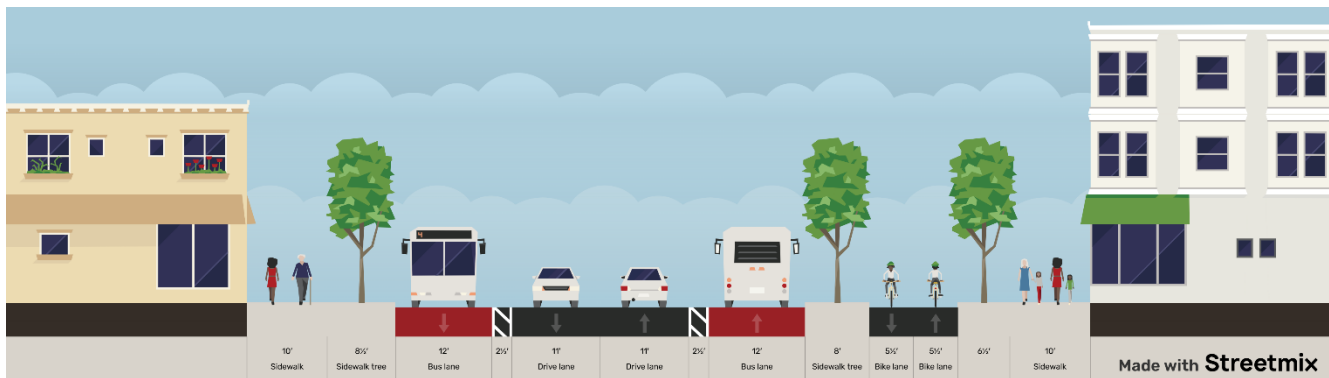 4
10' 8½' 12' 2½' 11' 11' 2½' 12' 8' 5½' 5½' 6½' 10'
Sidewalk Sidewalk tree Bus lane Drive lane Drive lane Bus lane Sidewalk tree Bike lane Bike lane Sidewalk
Made with Streetmix